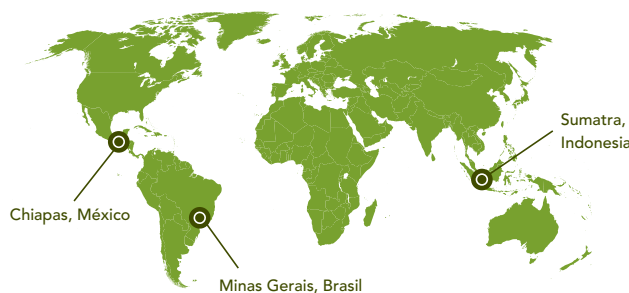 Sumatra,
Indonesia
Chiapas, México
Minas Gerais, Brasil